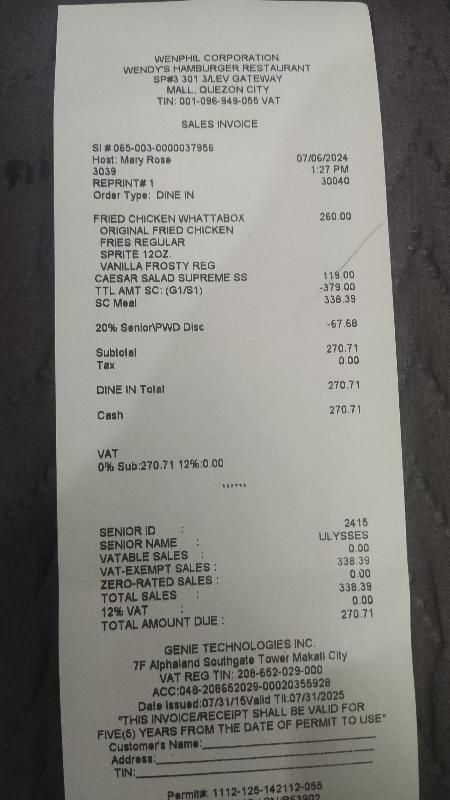 WENPHIL CORPORATION
WENDY'S HAMBURGER RESTAURANT
SP#3 301 3/LEV GATEWAY
MALL, QUEZON CITY
TIN: 001-096-949-055 VAT
SALES INVOICE
SI # 065-003-0000037956
Host: Mary Rose 07/06/2024
3039 1:27 PM
REPRINT# 1 30040
Order Type: DINE IN
FRIED CHICKEN WHATTABOX 260.00
ORIGINAL FRIED CHICKEN
FRIES REGULAR
SPRITE 12OZ.
VANILLA FROSTY REG
CAESAR SALAD SUPREME SS 119.00
TTL AMT SC: (G1/S1) -379.00
SC Meal 338.39
20% Senior\PWD Disc -67.68
Subtotal 270.71
Tax 0.00
DINE IN Total 270.71
Cash 270.71
VAT
0% Sub:270.71 12%:0.00
******
SENIOR ID : 2415
SENIOR NAME : ULYSSES
VATABLE SALES : 0.00
VAT-EXEMPT SALES : 338.39
ZERO-RATED SALES : 0.00
TOTAL SALES : 338.39
12% VAT : 0.00
TOTAL AMOUNT DUE : 270.71
GENIE TECHNOLOGIES INC.
7F Alphaland Southgate Tower Makati City
VAT REG TIN: 208-652-029-000
ACC:048-208652029-00020355928
Date Issued:07/31/15Valid Til:07/31/2025
"THIS INVOICE/RECEIPT SHALL BE VALID FOR
FIVE(5) YEARS FROM THE DATE OF PERMIT TO USE"
Customer's Name:
Address:
TIN:
Permit#: 1112-125-142112-055